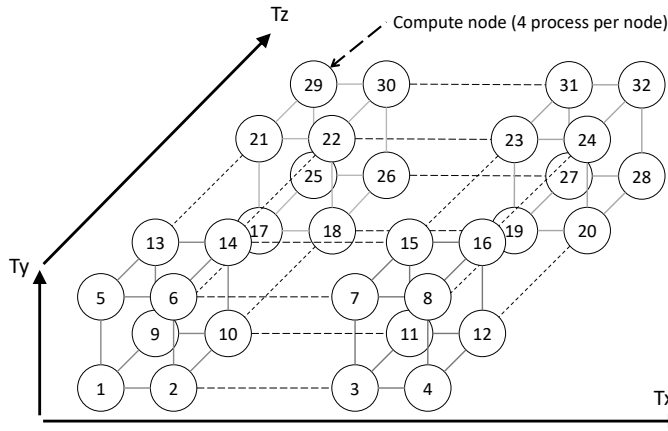 Tz
Compute node (4 process per node)
29 30 31 32
21 22 23 24
25 26 27 28
17 18 19 20
13 14 15 16
Ty
5 6 7 8
9 10 11 12
1 2 3 4
Tx